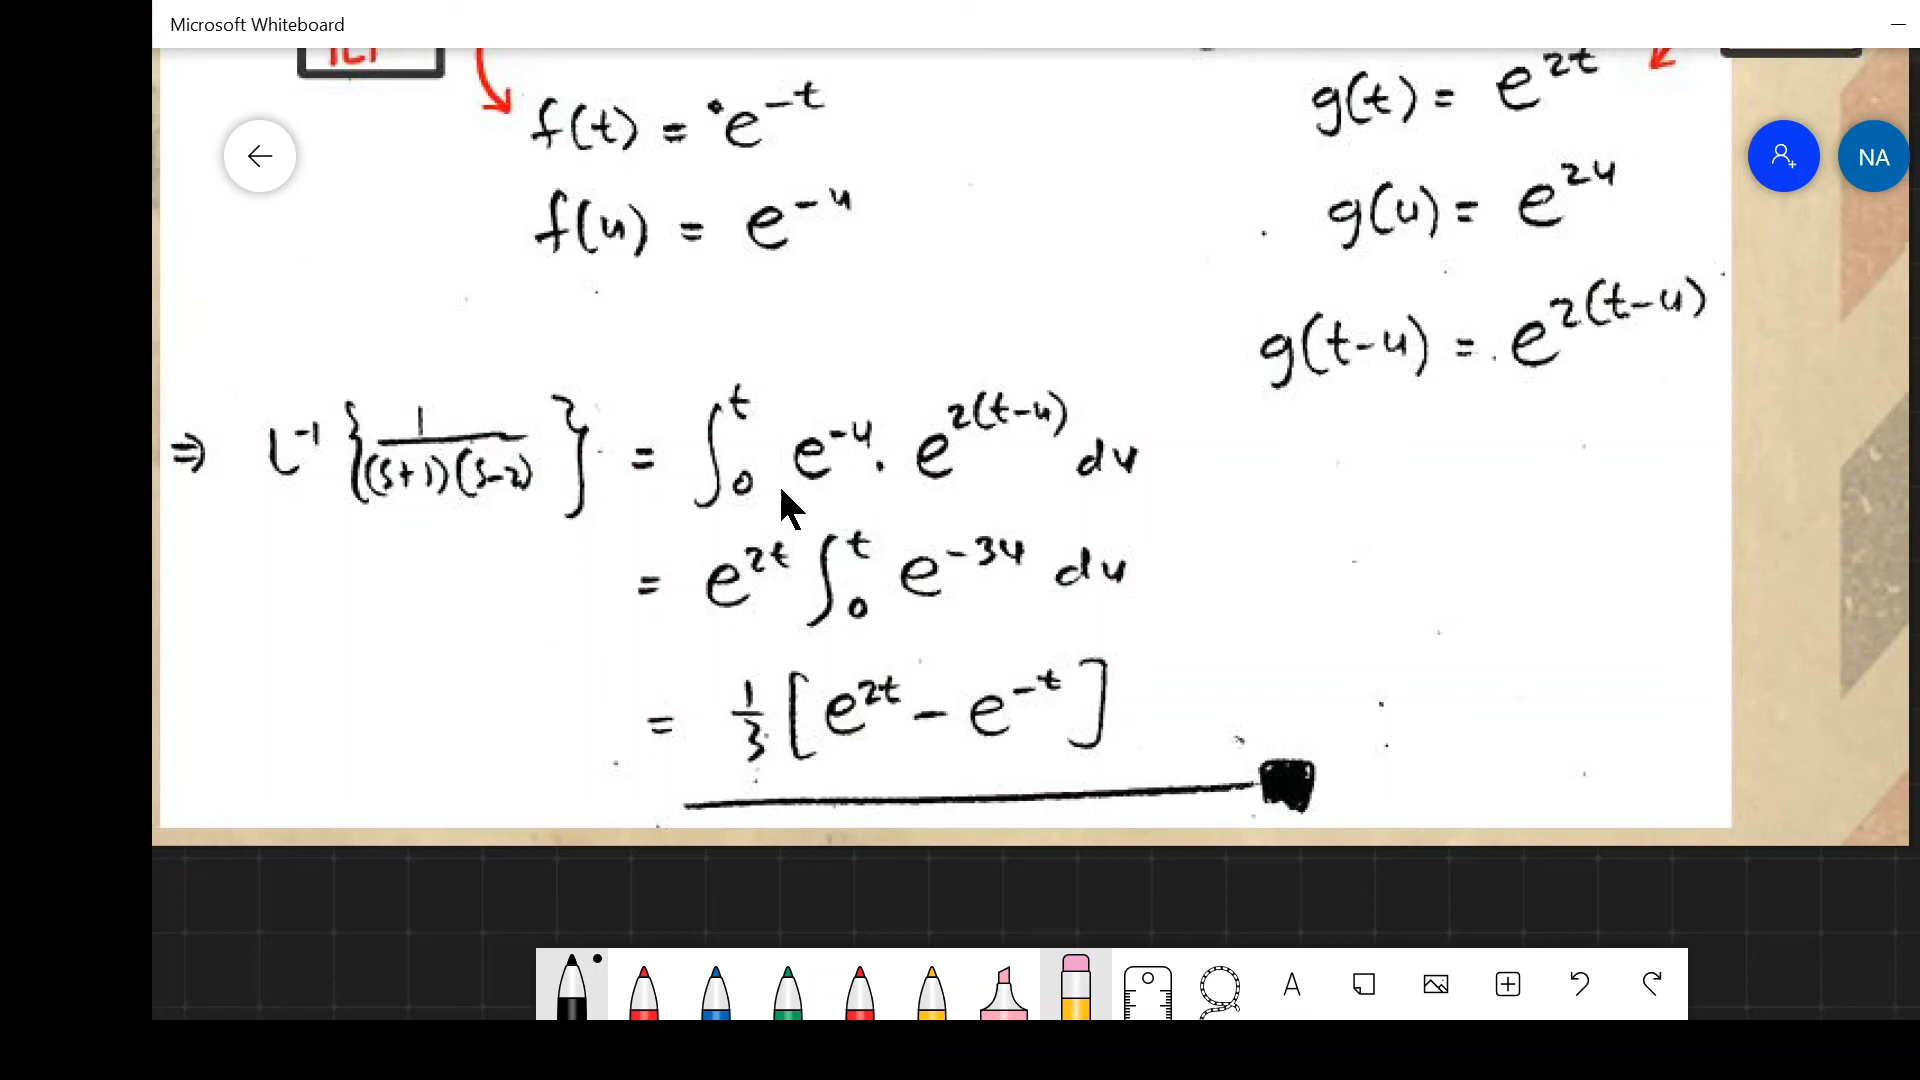 Microsoft Whiteboard
f(t) = e^{-t}
g(t) = e^{2t}
NA
f(u) = e^{-u}
g(u) = e^{2u}
g(t-u) = e^{2(t-u)}
⇒ L^{-1} { 1/((s+1)(s-2)) } = ∫_0^t e^{-u} . e^{2(t-u)} du
= e^{2t} ∫_0^t e^{-3u} du
= 1/3 [ e^{2t} - e^{-t} ]
A